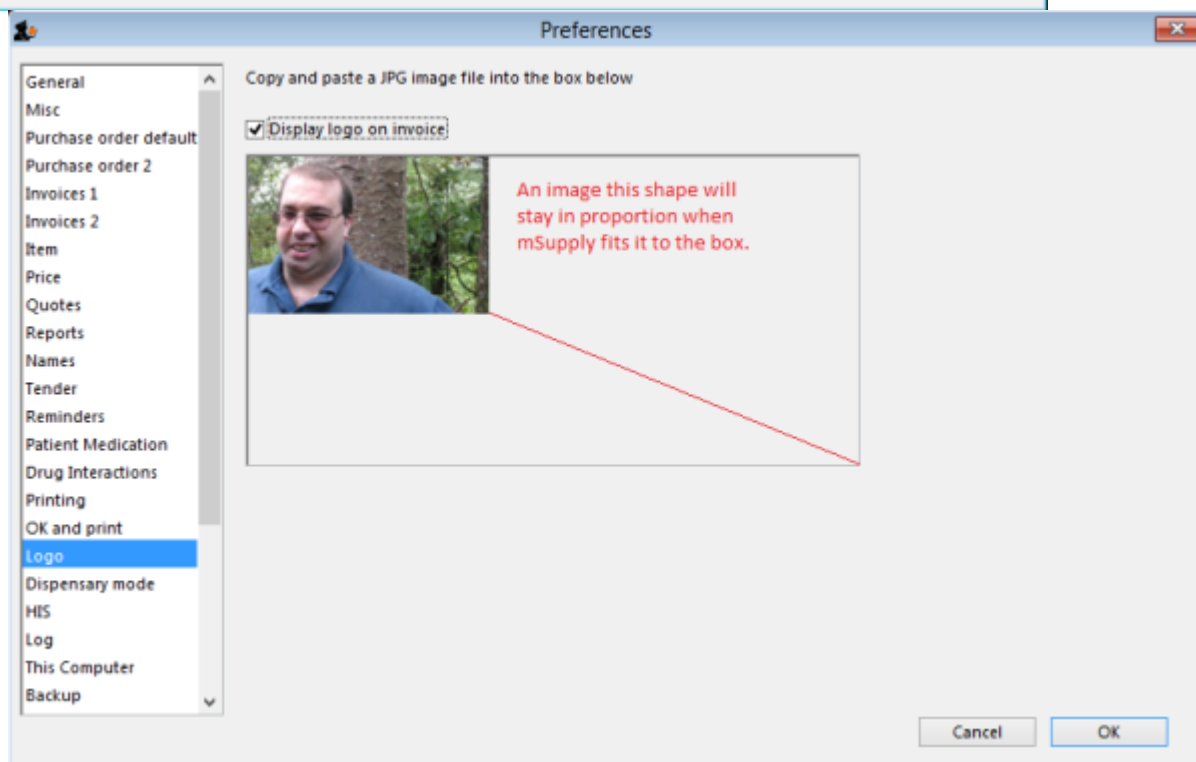 Preferences
General
Misc
Purchase order default
Purchase order 2
Invoices 1
Invoices 2
Item
Price
Quotes
Reports
Names
Tender
Reminders
Patient Medication
Drug Interactions
Printing
OK and print
Logo
Dispensary mode
HIS
Log
This Computer
Backup
Copy and paste a JPG image file into the box below
Display logo on invoice
An image this shape will
stay in proportion when
mSupply fits it to the box.
Cancel
OK